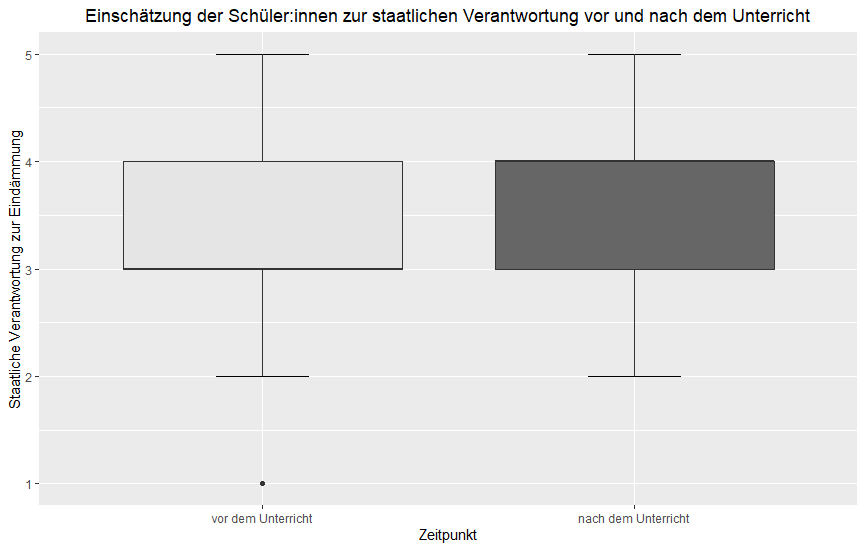 Einschätzung der Schüler:innen zur staatlichen Verantwortung vor und nach dem Unterricht
Staatliche Verantwortung zur Eindämmung
5
4
3
2
1
vor dem Unterricht
nach dem Unterricht
Zeitpunkt